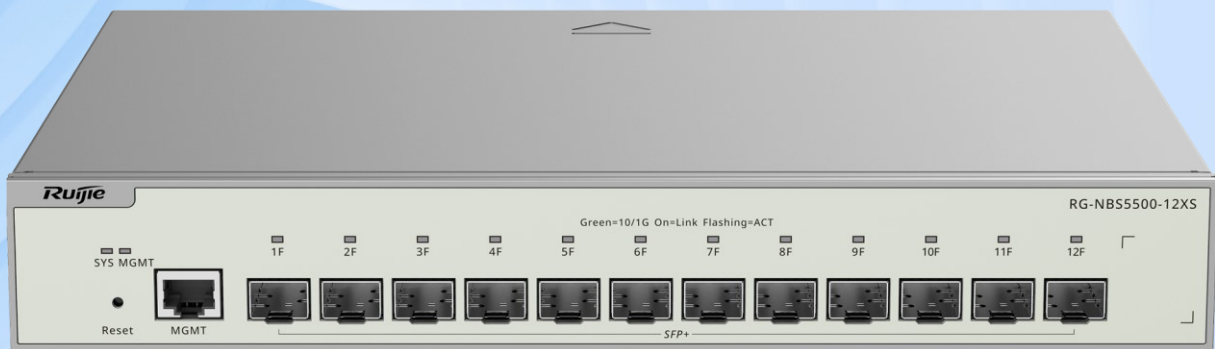 Ruijie
RG-NBS5500-12XS
Green=10/1G On=Link Flashing=ACT
1F 2F 3F 4F 5F 6F 7F 8F 9F 10F 11F 12F
SYS MGMT
Reset
MGMT
SFP+